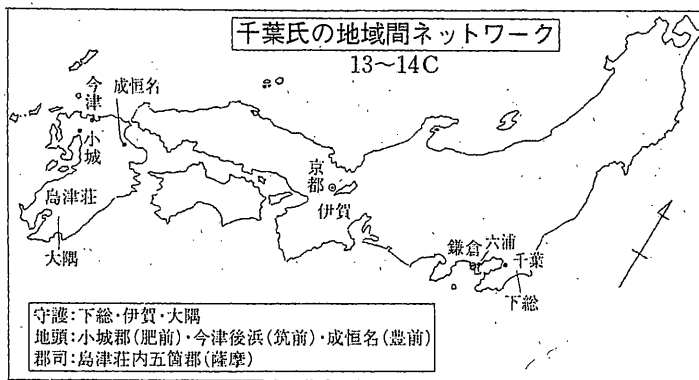 千葉氏の地域間ネットワーク
13～14C
今津
成恒名
小城
島津荘
大隅
京都
伊賀
鎌倉
六浦
千葉
下総
守護：下総・伊賀・大隅
地頭：小城郡(肥前)・今津後浜(筑前)・成恒名(豊前)
郡司：島津荘内五箇郡(薩摩)